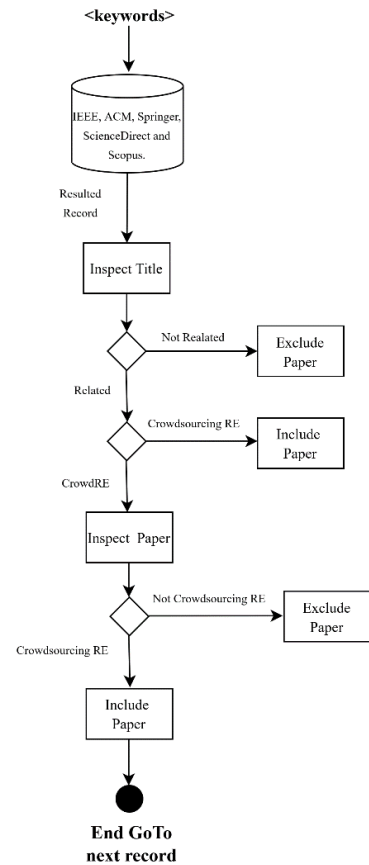 <keywords>
IEEE, ACM, Springer,
ScienceDirect and
Scopus.
Resulted
Record
Inspect Title
Not Realated
Exclude
Paper
Related
Crowdsourcing RE
Include
Paper
CrowdRE
Inspect Paper
Not Crowdsourcing RE
Exclude
Paper
Crowdsourcing RE
Include
Paper
End GoTo
next record